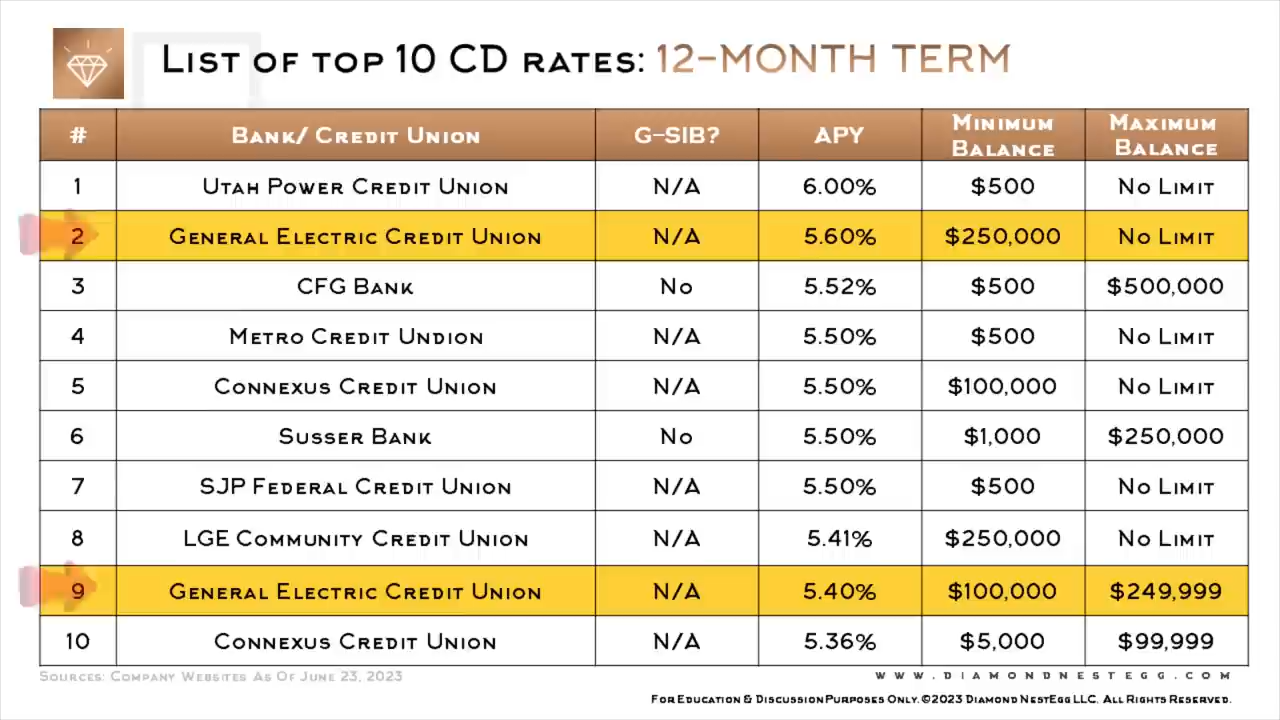 List of top 10 CD rates: 12-MONTH TERM
# Bank/ Credit Union G-SIB? APY Minimum Balance Maximum Balance
1 Utah Power Credit Union N/A 6.00% $500 No Limit
2 General Electric Credit Union N/A 5.60% $250,000 No Limit
3 CFG Bank No 5.52% $500 $500,000
4 Metro Credit Undion N/A 5.50% $500 No Limit
5 Connexus Credit Union N/A 5.50% $100,000 No Limit
6 Susser Bank No 5.50% $1,000 $250,000
7 SJP Federal Credit Union N/A 5.50% $500 No Limit
8 LGE Community Credit Union N/A 5.41% $250,000 No Limit
9 General Electric Credit Union N/A 5.40% $100,000 $249,999
10 Connexus Credit Union N/A 5.36% $5,000 $99,999
Sources: Company Websites As Of June 23, 2023
www.diamondnestegg.com
For Education & Discussion Purposes Only. ©2023 Diamond NestEgg LLC. All Rights Reserved.